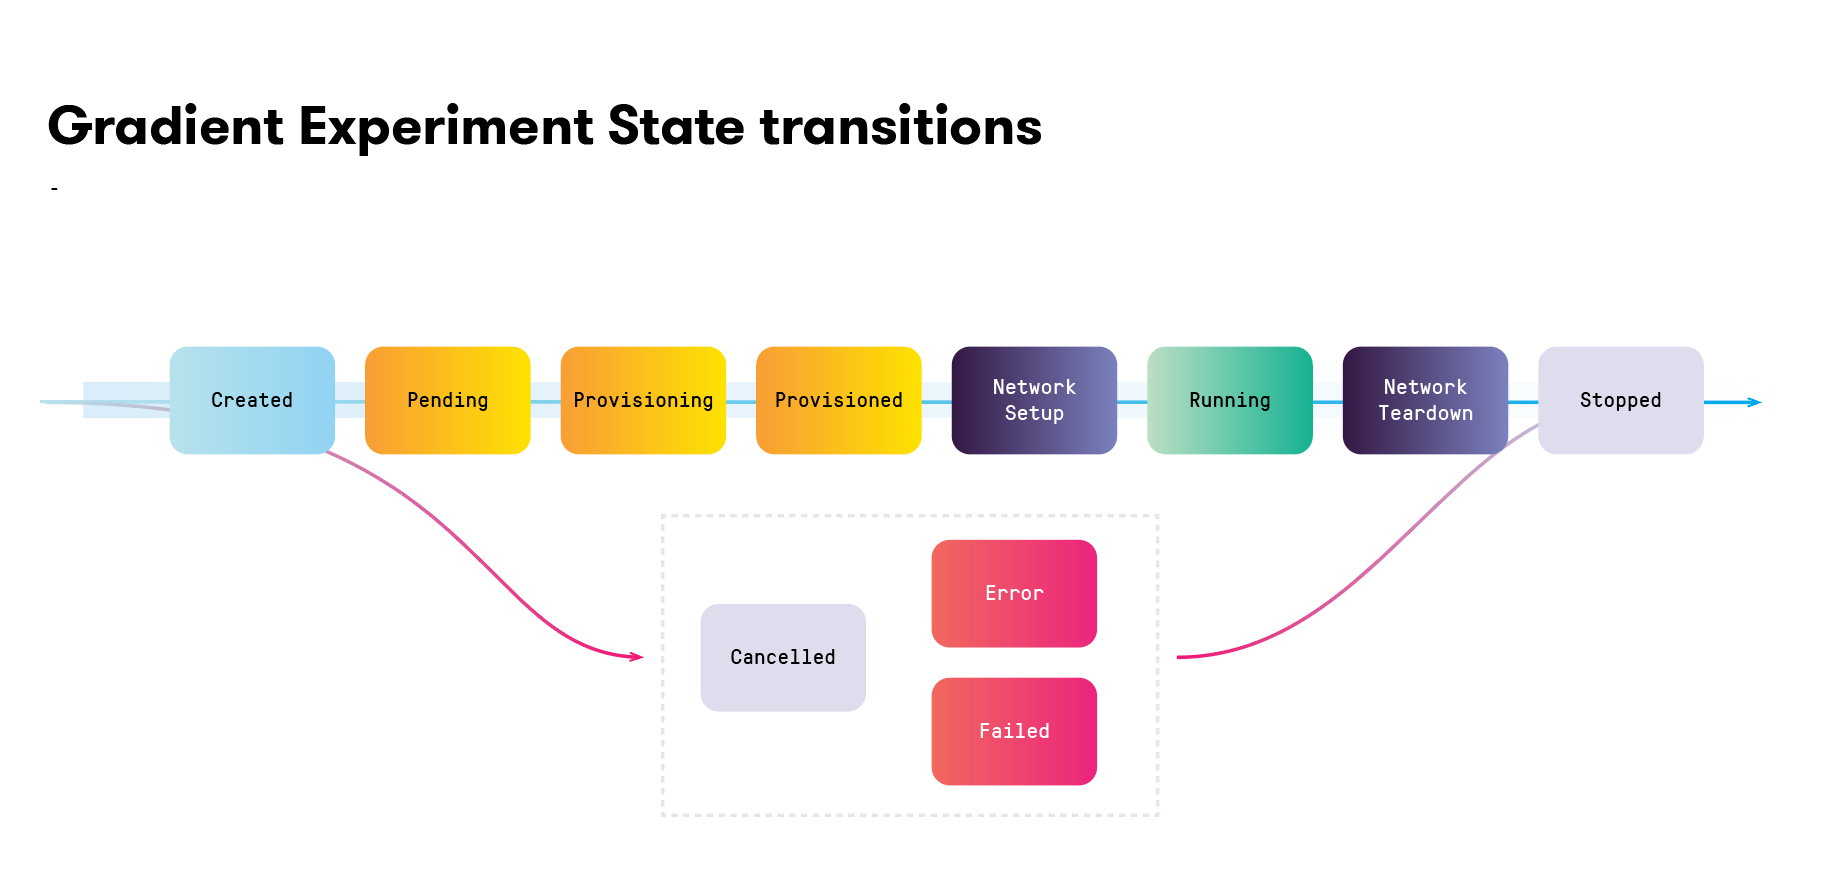 Gradient Experiment State transitions
-
Created
Pending
Provisioning
Provisioned
Network
Setup
Running
Network
Teardown
Stopped
Cancelled
Error
Failed